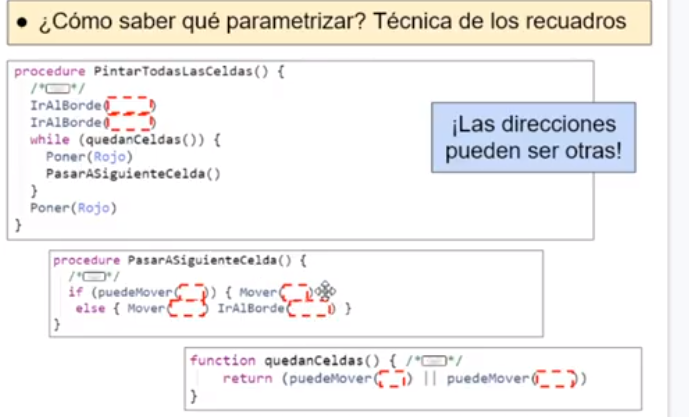 ● ¿Cómo saber qué parametrizar? Técnica de los recuadros
procedure PintarTodasLasCeldas() {
/* */
IrAlBorde( )
IrAlBorde( )
while (quedanCeldas()) {
Poner(Rojo)
PasarASiguienteCelda()
}
Poner(Rojo)
}
¡Las direcciones
pueden ser otras!
procedure PasarASiguienteCelda() {
/* */
if (puedeMover( )) { Mover( )
else { Mover( ) IrAlBorde( ) }
}
function quedanCeldas() { /* */
return (puedeMover( ) || puedeMover( ))
}